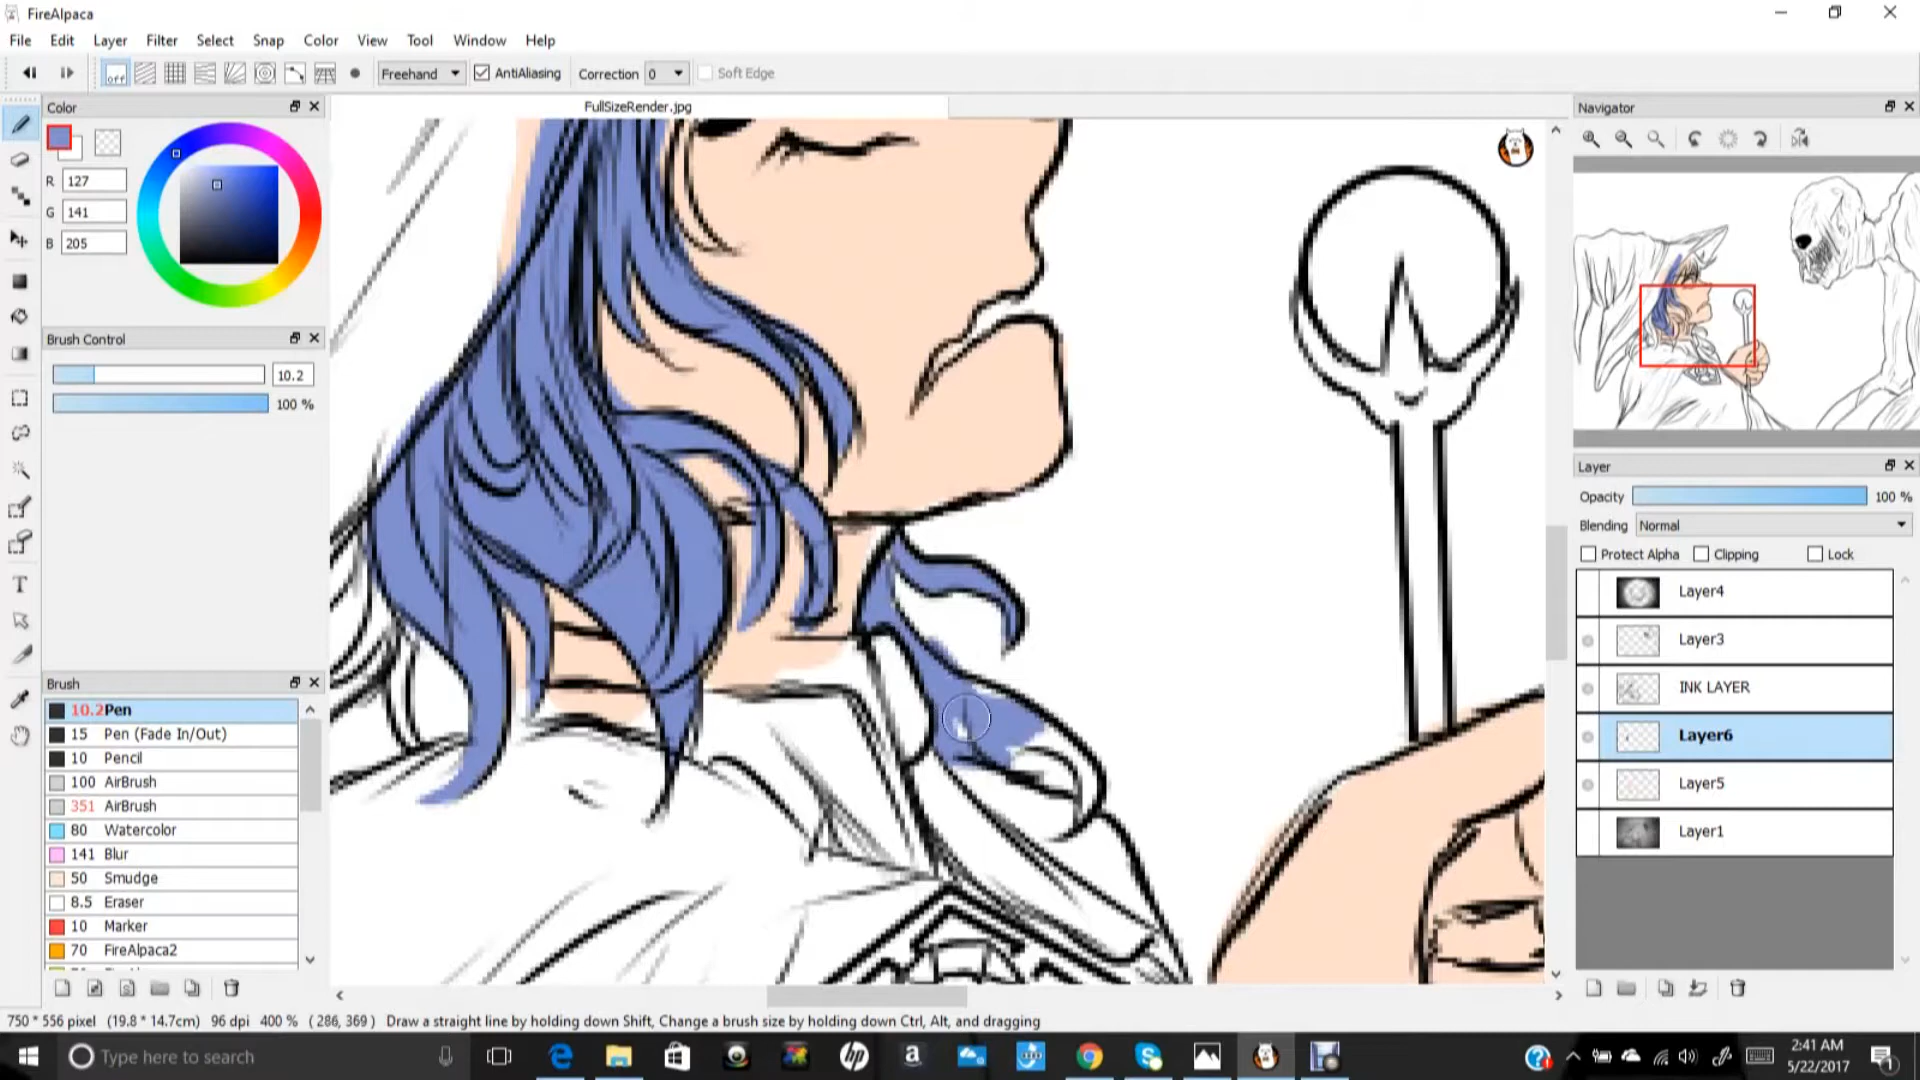 FireAlpaca
File Edit Layer Filter Select Snap Color View Tool Window Help
off Freehand AntiAliasing Correction 0 Soft Edge
Color
FullSizeRender.jpg
Navigator
R 127
G 141
B 205
Brush Control
10.2
100 %
Layer
Opacity 100 %
Blending Normal
Protect Alpha Clipping Lock
Layer4
Layer3
INK LAYER
Layer6
Layer5
Layer1
Brush
10.2 Pen
15 Pen (Fade In/Out)
10 Pencil
100 AirBrush
351 AirBrush
80 Watercolor
141 Blur
50 Smudge
8.5 Eraser
10 Marker
70 FireAlpaca2
T
750 * 556 pixel (19.8 * 14.7cm) 96 dpi 400 % ( 286, 369 ) Draw a straight line by holding down Shift, Change a brush size by holding down Ctrl, Alt, and dragging
Type here to search
hp
a
2:41 AM
5/22/2017
1